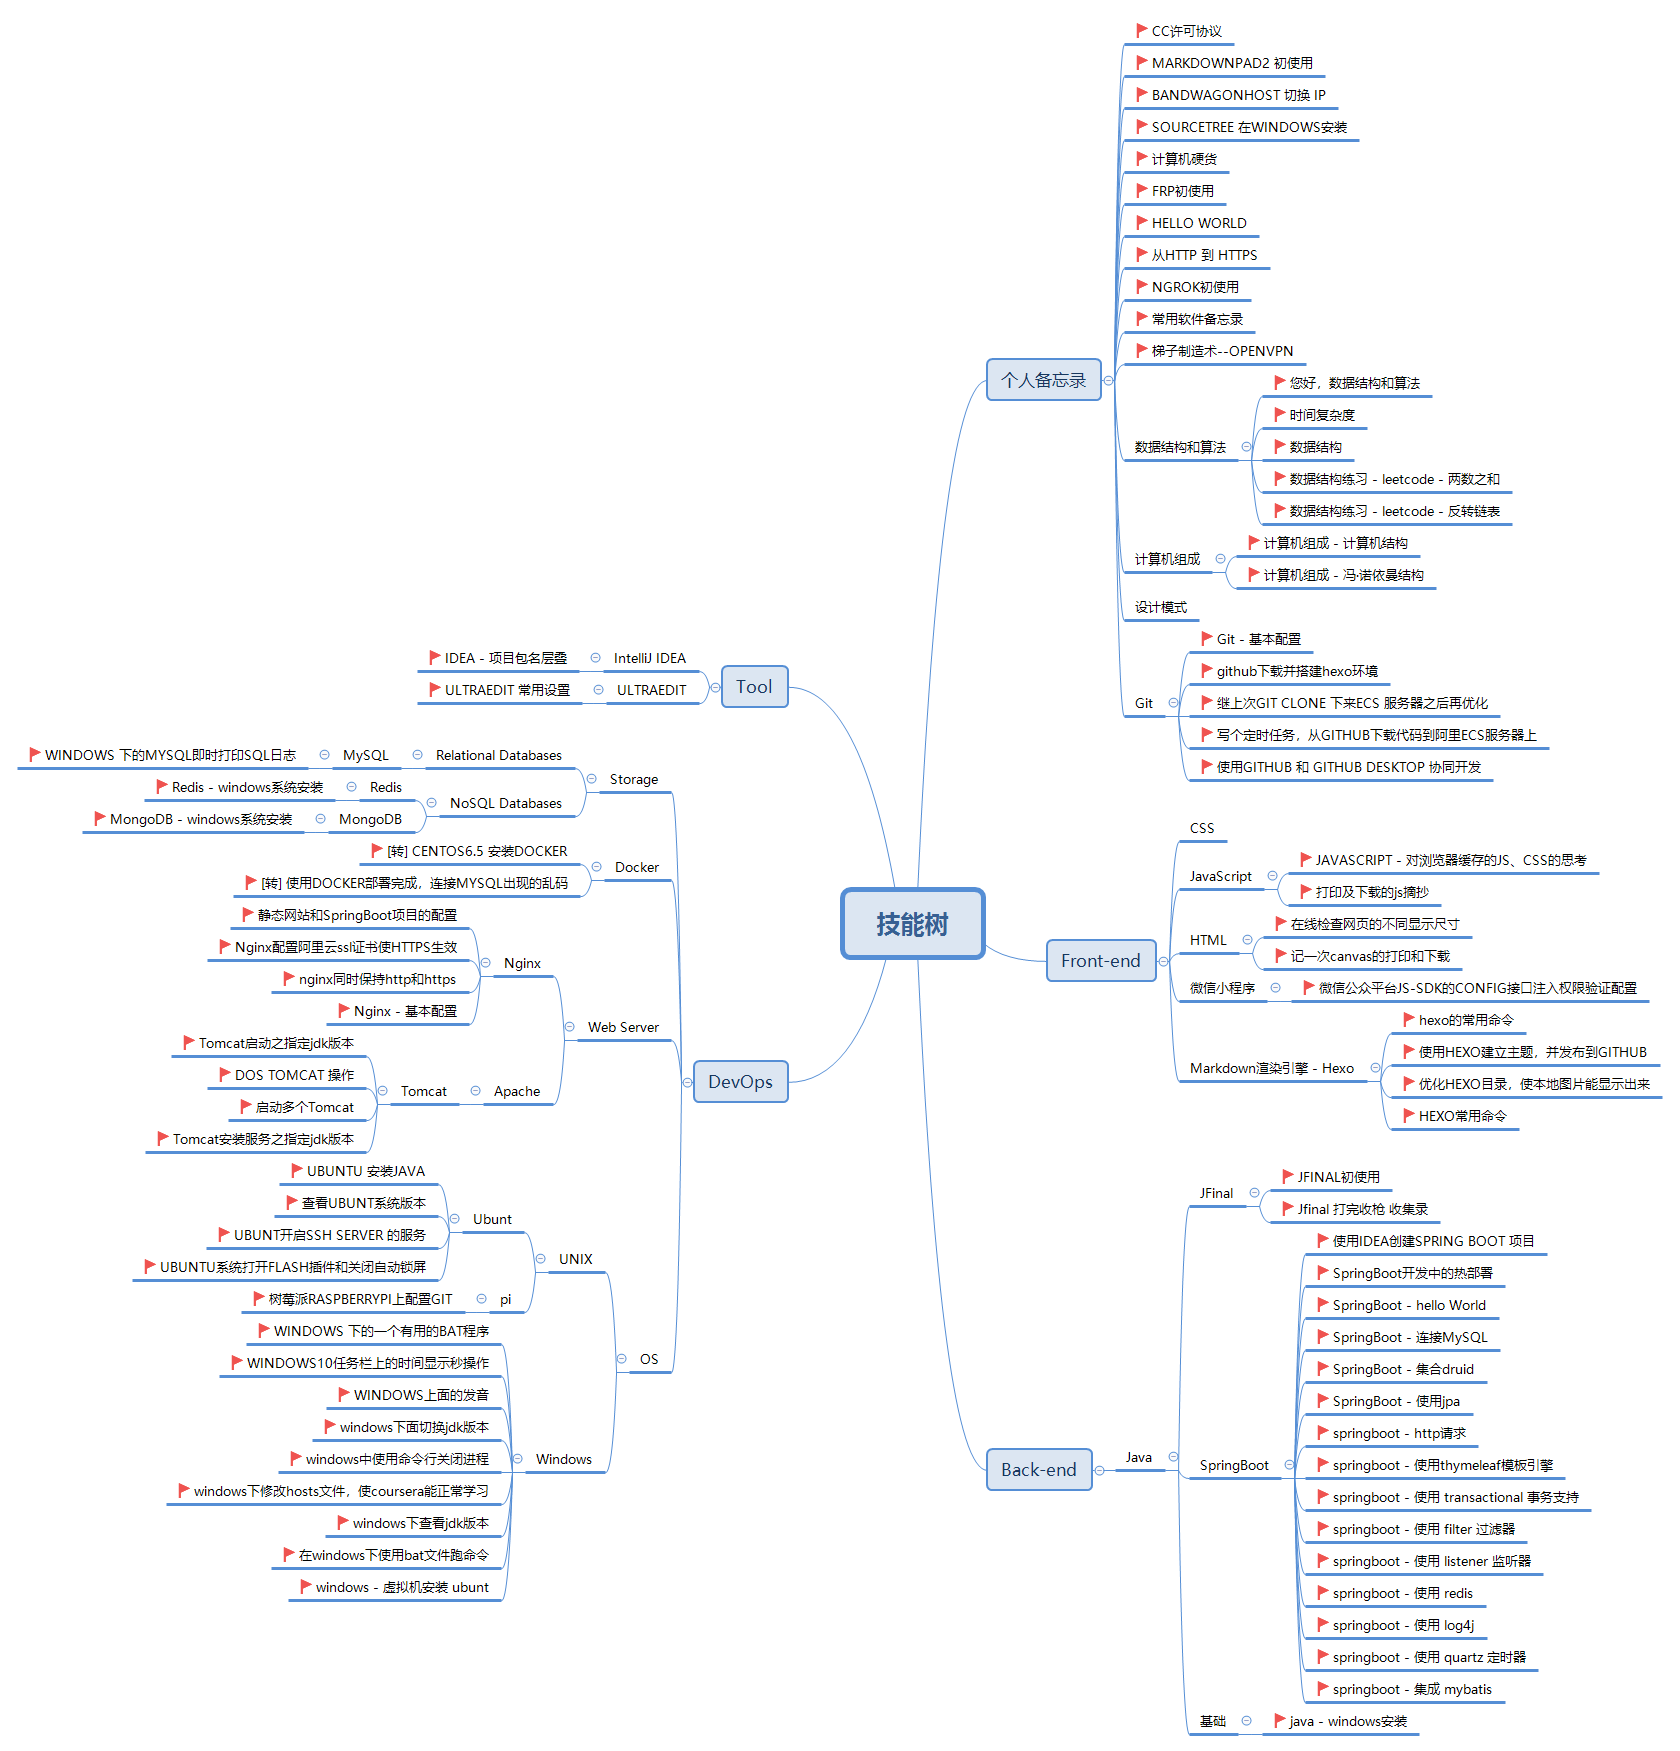 技能树
个人备忘录
CC许可协议
MARKDOWNPAD2 初使用
BANDWAGONHOST 切换 IP
SOURCETREE 在WINDOWS安装
计算机硬货
FRP初使用
HELLO WORLD
从HTTP 到 HTTPS
NGROK初使用
常用软件备忘录
梯子制造术--OPENVPN
数据结构和算法
您好，数据结构和算法
时间复杂度
数据结构
数据结构练习 - leetcode - 两数之和
数据结构练习 - leetcode - 反转链表
计算机组成
计算机组成 - 计算机结构
计算机组成 - 冯·诺依曼结构
设计模式
Git
Git - 基本配置
github下载并搭建hexo环境
继上次GIT CLONE 下来ECS 服务器之后再优化
写个定时任务，从GITHUB下载代码到阿里ECS服务器上
使用GITHUB 和 GITHUB DESKTOP 协同开发
Front-end
CSS
JavaScript
JAVASCRIPT - 对浏览器缓存的JS、CSS的思考
打印及下载的js摘抄
HTML
在线检查网页的不同显示尺寸
记一次canvas的打印和下载
微信小程序
微信公众平台JS-SDK的CONFIG接口注入权限验证配置
Markdown渲染引擎 - Hexo
hexo的常用命令
使用HEXO建立主题，并发布到GITHUB
优化HEXO目录，使本地图片能显示出来
HEXO常用命令
Back-end
Java
JFinal
JFINAL初使用
Jfinal 打完收枪 收集录
SpringBoot
使用IDEA创建SPRING BOOT 项目
SpringBoot开发中的热部署
SpringBoot - hello World
SpringBoot - 连接MySQL
SpringBoot - 集合druid
SpringBoot - 使用jpa
springboot - http请求
springboot - 使用thymeleaf模板引擎
springboot - 使用 transactional 事务支持
springboot - 使用 filter 过滤器
springboot - 使用 listener 监听器
springboot - 使用 redis
springboot - 使用 log4j
springboot - 使用 quartz 定时器
springboot - 集成 mybatis
基础
java - windows安装
Tool
IntelliJ IDEA
IDEA - 项目包名层叠
ULTRAEDIT
ULTRAEDIT 常用设置
DevOps
Storage
Relational Databases
MySQL
WINDOWS 下的MYSQL即时打印SQL日志
NoSQL Databases
Redis
Redis - windows系统安装
MongoDB
MongoDB - windows系统安装
Docker
[转] CENTOS6.5 安装DOCKER
[转] 使用DOCKER部署完成，连接MYSQL出现的乱码
Web Server
Nginx
静态网站和SpringBoot项目的配置
Nginx配置阿里云ssl证书使HTTPS生效
nginx同时保持http和https
Nginx - 基本配置
Apache
Tomcat
Tomcat启动之指定jdk版本
DOS TOMCAT 操作
启动多个Tomcat
Tomcat安装服务之指定jdk版本
OS
UNIX
Ubunt
UBUNTU 安装JAVA
查看UBUNT系统版本
UBUNT开启SSH SERVER 的服务
UBUNTU系统打开FLASH插件和关闭自动锁屏
pi
树莓派RASPBERRYPI上配置GIT
Windows
WINDOWS 下的一个有用的BAT程序
WINDOWS10任务栏上的时间显示秒操作
WINDOWS上面的发音
windows下面切换jdk版本
windows中使用命令行关闭进程
windows下修改hosts文件，使coursera能正常学习
windows下查看jdk版本
在windows下使用bat文件跑命令
windows - 虚拟机安装 ubunt